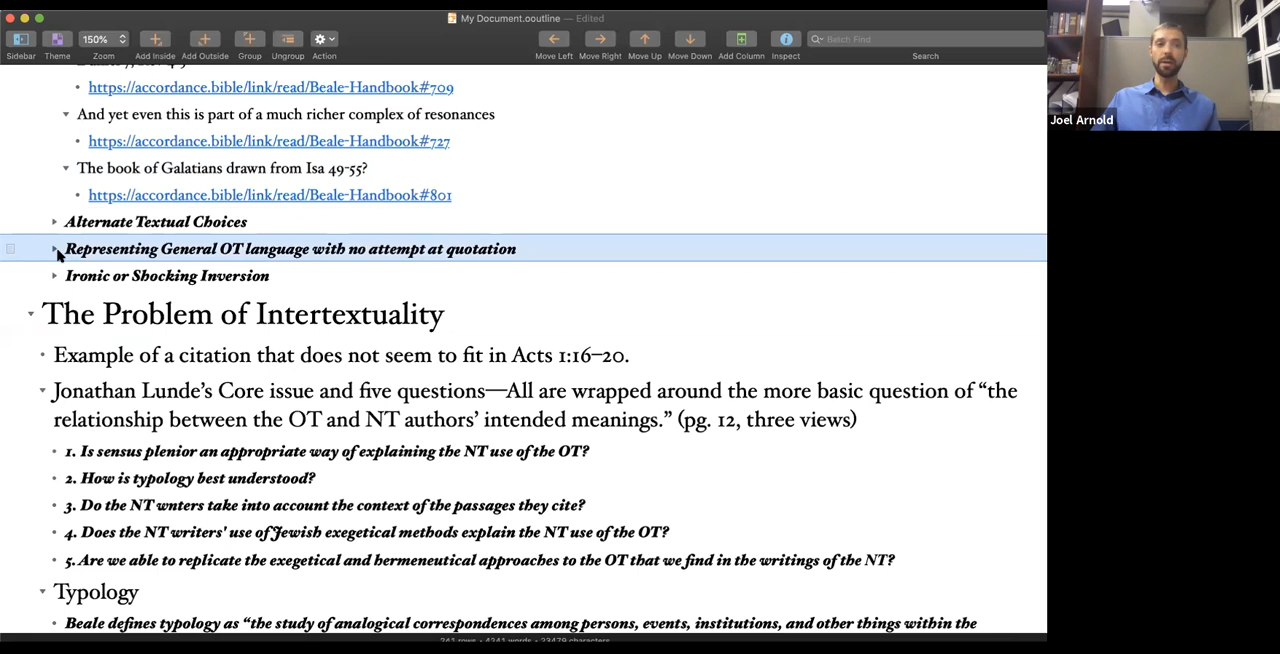 My Document.ooutline — Edited
150%
Sidebar Theme Zoom Add Inside Add Outside Group Ungroup Action Move Left Move Right Move Up Move Down Add Column Inspect Search
Betch Find
https://accordance.bible/link/read/Beale-Handbook#709
And yet even this is part of a much richer complex of resonances
https://accordance.bible/link/read/Beale-Handbook#727
The book of Galatians drawn from Isa 49-55?
https://accordance.bible/link/read/Beale-Handbook#801
Alternate Textual Choices
Representing General OT language with no attempt at quotation
Ironic or Shocking Inversion
The Problem of Intertextuality
Example of a citation that does not seem to fit in Acts 1:16–20.
Jonathan Lunde's Core issue and five questions—All are wrapped around the more basic question of “the
relationship between the OT and NT authors’ intended meanings.” (pg. 12, three views)
1. Is sensus plenior an appropriate way of explaining the NT use of the OT?
2. How is typology best understood?
3. Do the NT wnters take into account the context of the passages they cite?
4. Does the NT writers' use of Jewish exegetical methods explain the NT use of the OT?
5. Are we able to replicate the exegetical and hermeneutical approaches to the OT that we find in the writings of the NT?
Typology
Beale defines typology as “the study of analogical correspondences among persons, events, institutions, and other things within the
241 rows • 4341 words • 23479 characters
Joel Arnold